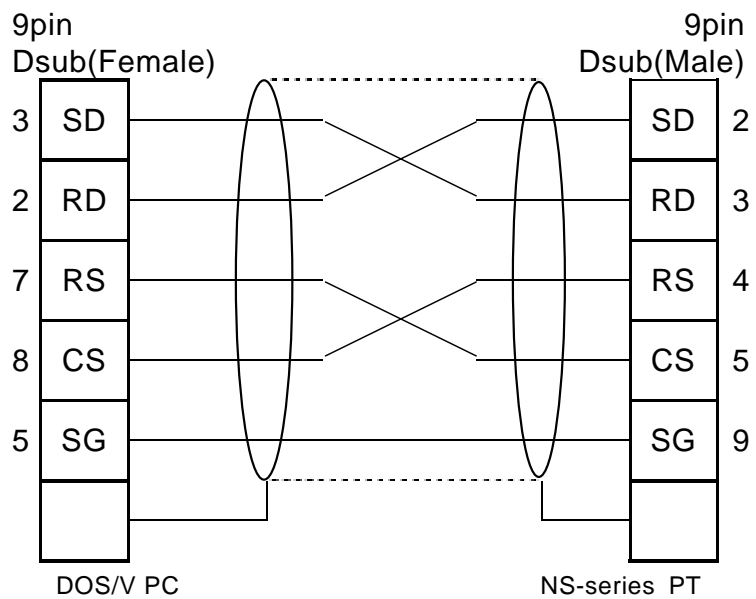 9pin 9pin
Dsub(Female) Dsub(Male)
3 SD SD 2
2 RD RD 3
7 RS RS 4
8 CS CS 5
5 SG SG 9
DOS/V PC NS-series PT